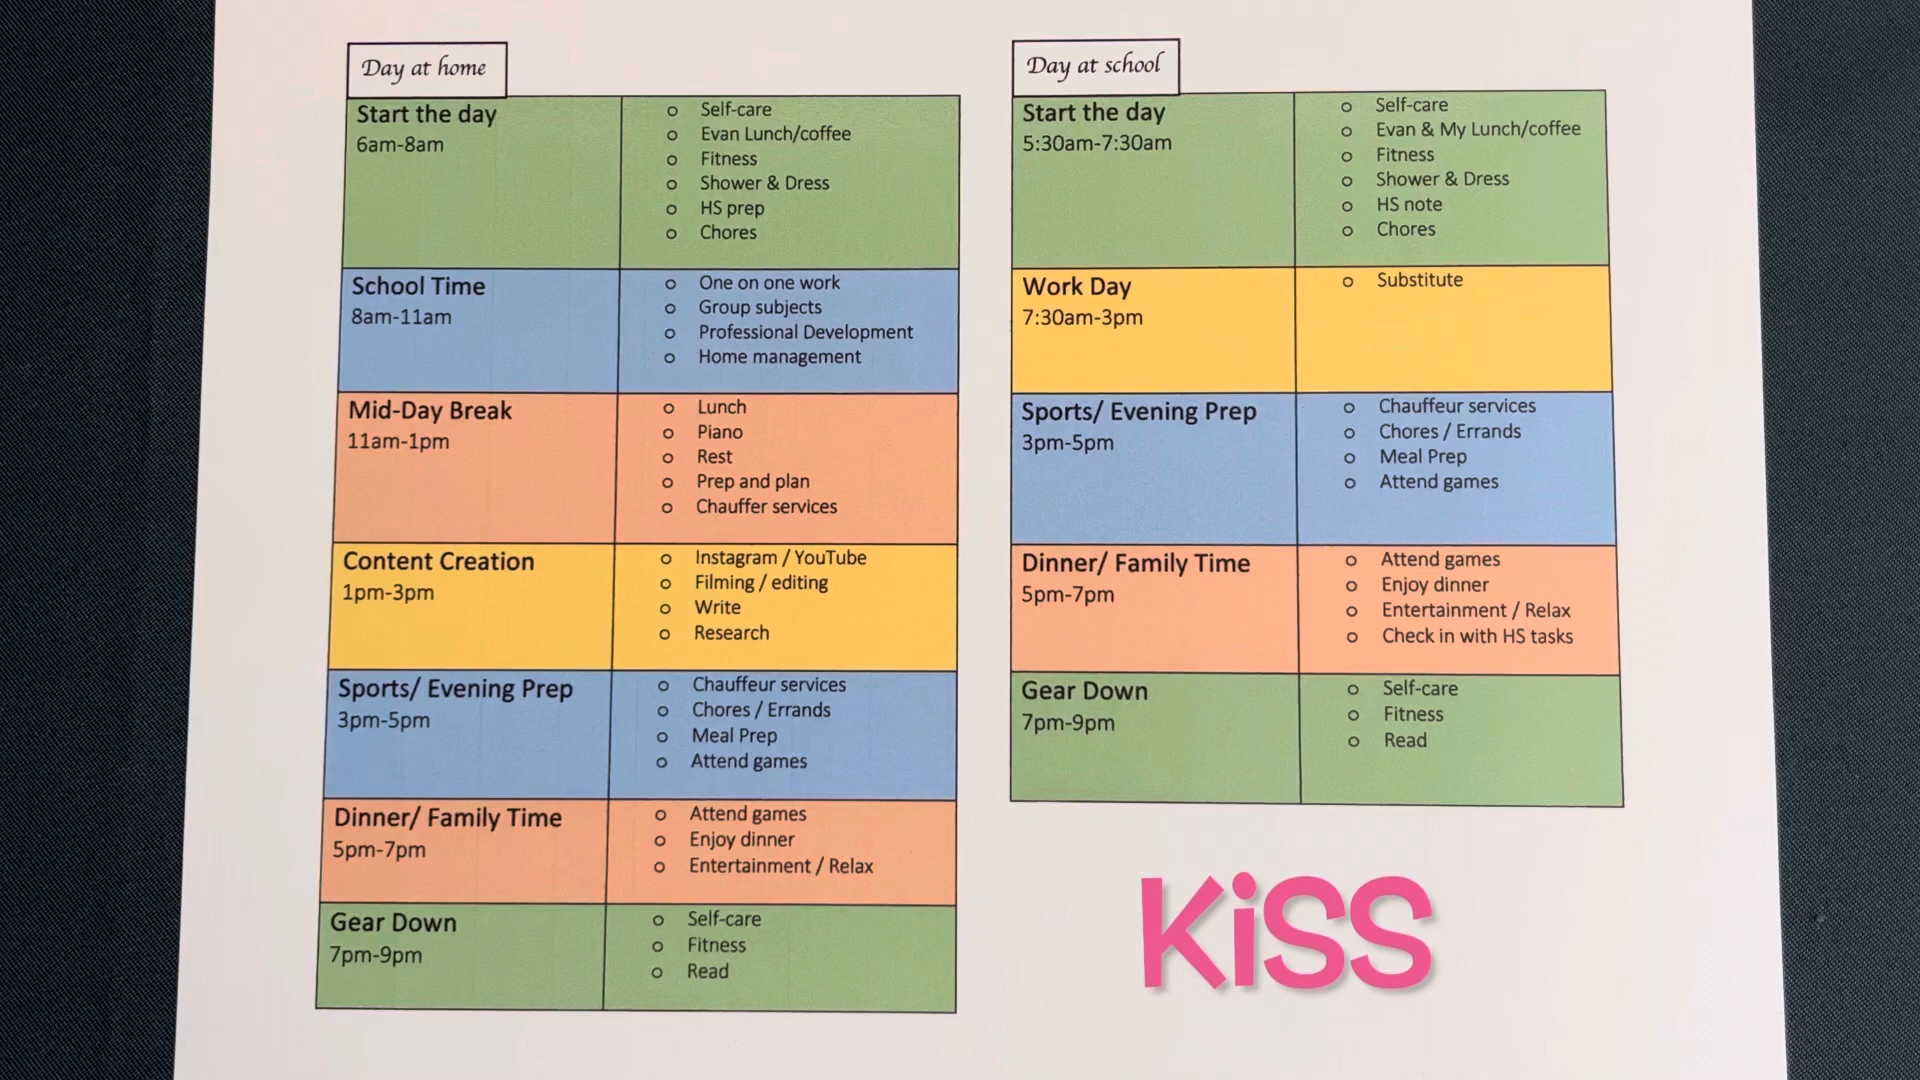 Day at home
Start the day
6am-8am
Self-care
Evan Lunch/coffee
Fitness
Shower & Dress
HS prep
Chores
School Time
8am-11am
One on one work
Group subjects
Professional Development
Home management
Mid-Day Break
11am-1pm
Lunch
Piano
Rest
Prep and plan
Chauffer services
Content Creation
1pm-3pm
Instagram / YouTube
Filming / editing
Write
Research
Sports/ Evening Prep
3pm-5pm
Chauffeur services
Chores / Errands
Meal Prep
Attend games
Dinner/ Family Time
5pm-7pm
Attend games
Enjoy dinner
Entertainment / Relax
Gear Down
7pm-9pm
Self-care
Fitness
Read
Day at school
Start the day
5:30am-7:30am
Self-care
Evan & My Lunch/coffee
Fitness
Shower & Dress
HS note
Chores
Work Day
7:30am-3pm
Substitute
Sports/ Evening Prep
3pm-5pm
Chauffeur services
Chores / Errands
Meal Prep
Attend games
Dinner/ Family Time
5pm-7pm
Attend games
Enjoy dinner
Entertainment / Relax
Check in with HS tasks
Gear Down
7pm-9pm
Self-care
Fitness
Read
KiSS